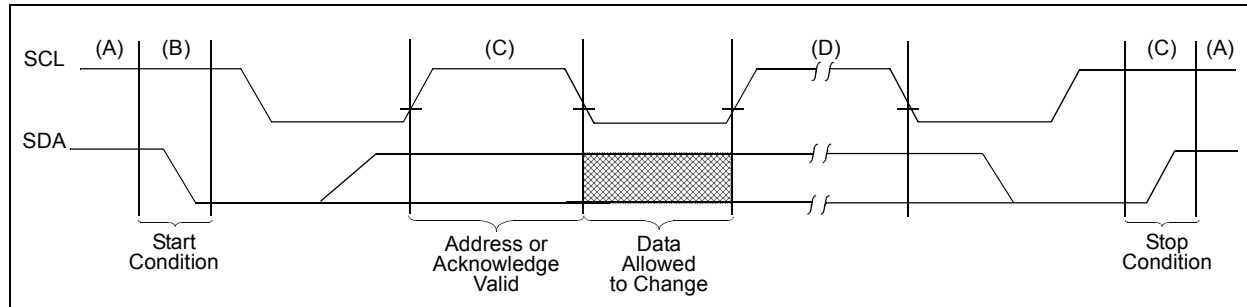 (A) (B) (C) (D) (C) (A)
SCL
SDA
Start
Condition
Address or
Acknowledge
Valid
Data
Allowed
to Change
Stop
Condition